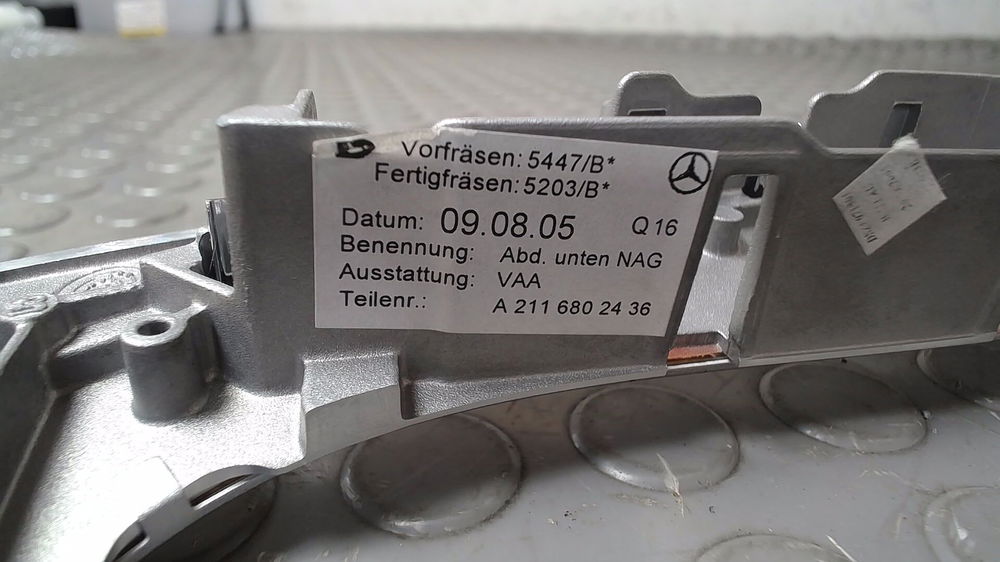 Vorfräsen: 5447/B*
Fertigfräsen: 5203/B*
Datum: 09.08.05 Q 16
Benennung: Abd. unten NAG
Ausstattung: VAA
Teilenr.: A 211 680 24 36